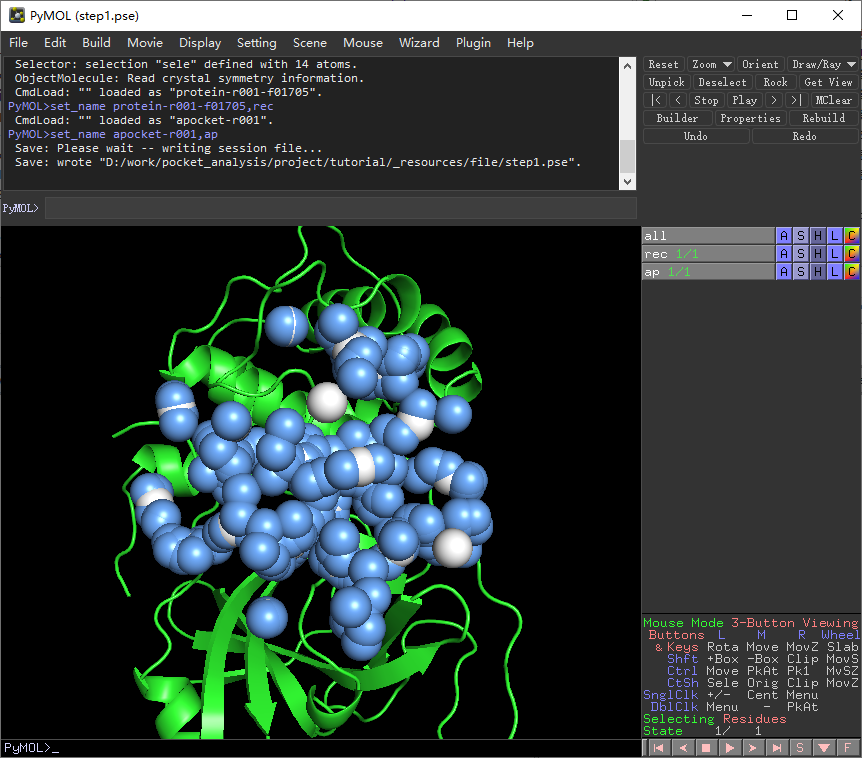 PyMOL (step1.pse)
File Edit Build Movie Display Setting Scene Mouse Wizard Plugin Help
Selector: selection "sele" defined with 14 atoms.
ObjectMolecule: Read crystal symmetry information.
CmdLoad: "" loaded as "protein-r001-f01705".
PyMOL>set_name protein-r001-f01705,rec
CmdLoad: "" loaded as "apocket-r001".
PyMOL>set_name apocket-r001,ap
Save: Please wait -- writing session file...
Save: wrote "D:/work/pocket_analysis/project/tutorial/_resources/file/step1.pse".
PyMOL>
Reset Zoom Orient Draw/Ray
Unpick Deselect Rock Get View
|< < Stop Play > >| MClear
Builder Properties Rebuild
Undo Redo
all A S H L C
rec 1/1 A S H L C
ap 1/1 A S H L C
Mouse Mode 3-Button Viewing
Buttons L M R Wheel
& Keys Rota Move MovZ Slab
Shft +Box -Box Clip MovS
Ctrl Move PkAt Pk1 MvSZ
CtSh Sele Orig Clip MovZ
SnglClk +/- Cent Menu
DblClk Menu - PkAt
Selecting Residues
State 1/ 1
PyMOL>_
S F